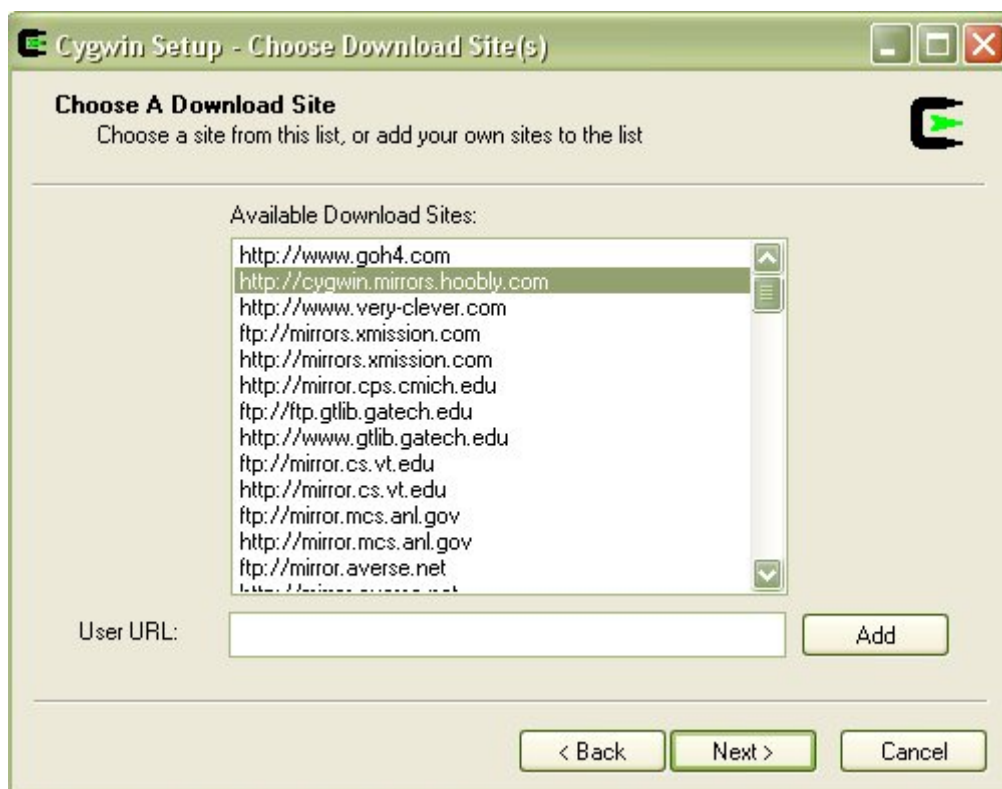 Cygwin Setup - Choose Download Site(s)
Choose A Download Site
Choose a site from this list, or add your own sites to the list
Available Download Sites:
http://www.goh4.com
http://cygwin.mirrors.hoobly.com
http://www.very-clever.com
ftp://mirrors.xmission.com
http://mirrors.xmission.com
http://mirror.cps.cmich.edu
ftp://ftp.gtlib.gatech.edu
http://www.gtlib.gatech.edu
ftp://mirror.cs.vt.edu
http://mirror.cs.vt.edu
ftp://mirror.mcs.anl.gov
http://mirror.mcs.anl.gov
ftp://mirror.averse.net
User URL:
Add
< Back
Next >
Cancel